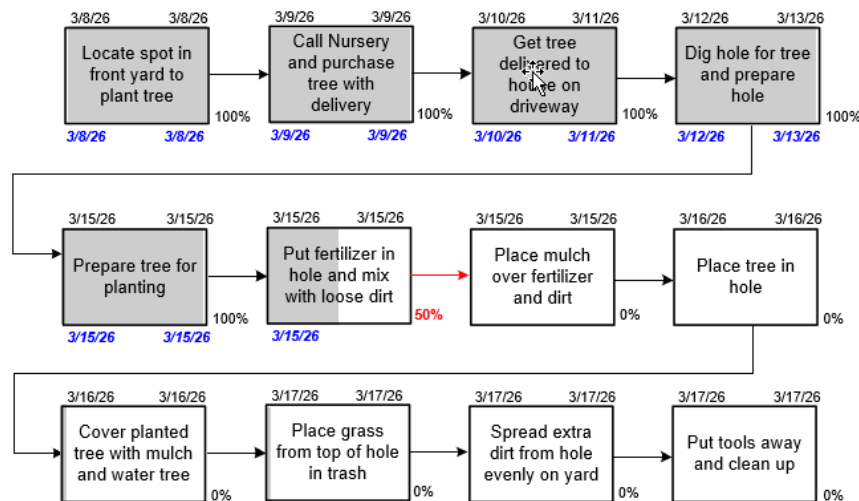 3/8/26 3/8/26 3/9/26 3/9/26 3/10/26 3/11/26 3/12/26 3/13/26
Locate spot in
front yard to
plant tree
100%
3/8/26 3/8/26
Call Nursery
and purchase
tree with
delivery
100%
3/9/26 3/9/26
Get tree
delivered to
house on
driveway
100%
3/10/26 3/11/26
Dig hole for tree
and prepare
hole
100%
3/12/26 3/13/26
3/15/26 3/15/26 3/15/26 3/15/26 3/15/26 3/15/26 3/16/26 3/16/26
Prepare tree for
planting
100%
3/15/26 3/15/26
Put fertilizer in
hole and mix
with loose dirt
50%
3/15/26
Place mulch
over fertilizer
and dirt
0%
Place tree in
hole
0%
3/16/26 3/16/26 3/17/26 3/17/26 3/17/26 3/17/26 3/17/26 3/17/26
Cover planted
tree with mulch
and water tree
0%
Place grass
from top of hole
in trash
0%
Spread extra
dirt from hole
evenly on yard
0%
Put tools away
and clean up
0%